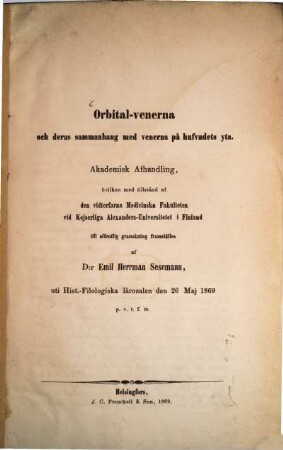 Orbital-venerna
och deras sammanhang med venerna på hufvudets yta.
Akademisk Afhandling,
hvilken med tillstånd af
den vidterfarna Medicinska Fakulteten
vid Kejserliga Alexanders-Universitetet i Finland
till offentlig granskning framställes
af
D:r Emil Herrman Sesemann,
uti Hist.-Filologiska lärosalen den 26 Maj 1869
p. v. t. f. m.
Helsingfors,
J. C. Frenckell & Son, 1869.